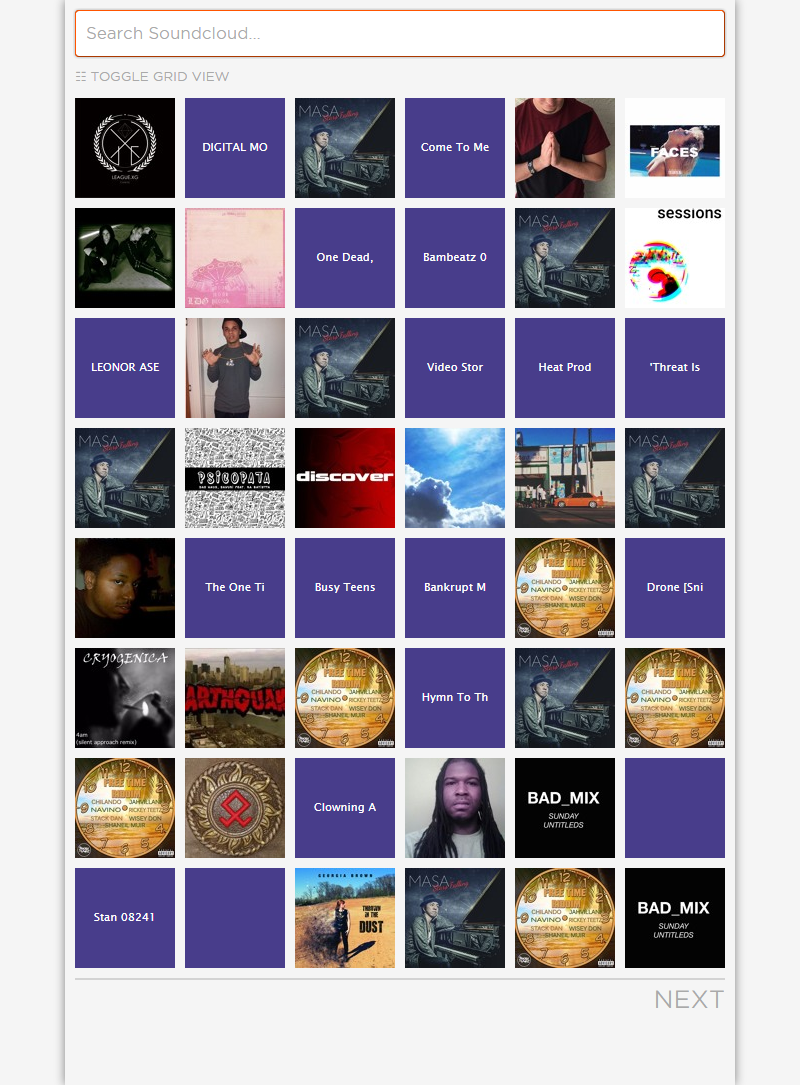 Search Soundcloud...
☷ TOGGLE GRID VIEW
LEAGUE.XO
DIGITAL MO
MASA
Come To Me
FACE$
One Dead,
Bambeatz 0
MASA
sessions
LEONOR ASE
MASA
Video Stor
Heat Prod
'Threat Is
MASA
PSICOPATA
discover
MASA
The One Ti
Busy Teens
Bankrupt M
FREE TIME
RIDDIM
CHILANDO JAHVILLANI
NAVINO RICKEY TEETZ
STACK DAN WISEY DON
SHANEIL MUIR
Drone [Sni
CRYOGENICA
4am
(silent approach remix)
ARTHQUAK
FREE TIME
RIDDIM
CHILANDO JAHVILLANI
NAVINO RICKEY TEETZ
STACK DAN WISEY DON
SHANEIL MUIR
Hymn To Th
MASA
FREE TIME
RIDDIM
CHILANDO JAHVILLANI
NAVINO RICKEY TEETZ
STACK DAN WISEY DON
SHANEIL MUIR
FREE TIME
RIDDIM
CHILANDO JAHVILLANI
NAVINO RICKEY TEETZ
STACK DAN WISEY DON
SHANEIL MUIR
Clowning A
BAD_MIX
SUNDAY
UNTITLEDS
Stan 08241
GEORGIA BROWN
THROWN
IN THE
DUST
MASA
FREE TIME
RIDDIM
CHILANDO JAHVILLANI
NAVINO RICKEY TEETZ
STACK DAN WISEY DON
SHANEIL MUIR
BAD_MIX
SUNDAY
UNTITLEDS
NEXT